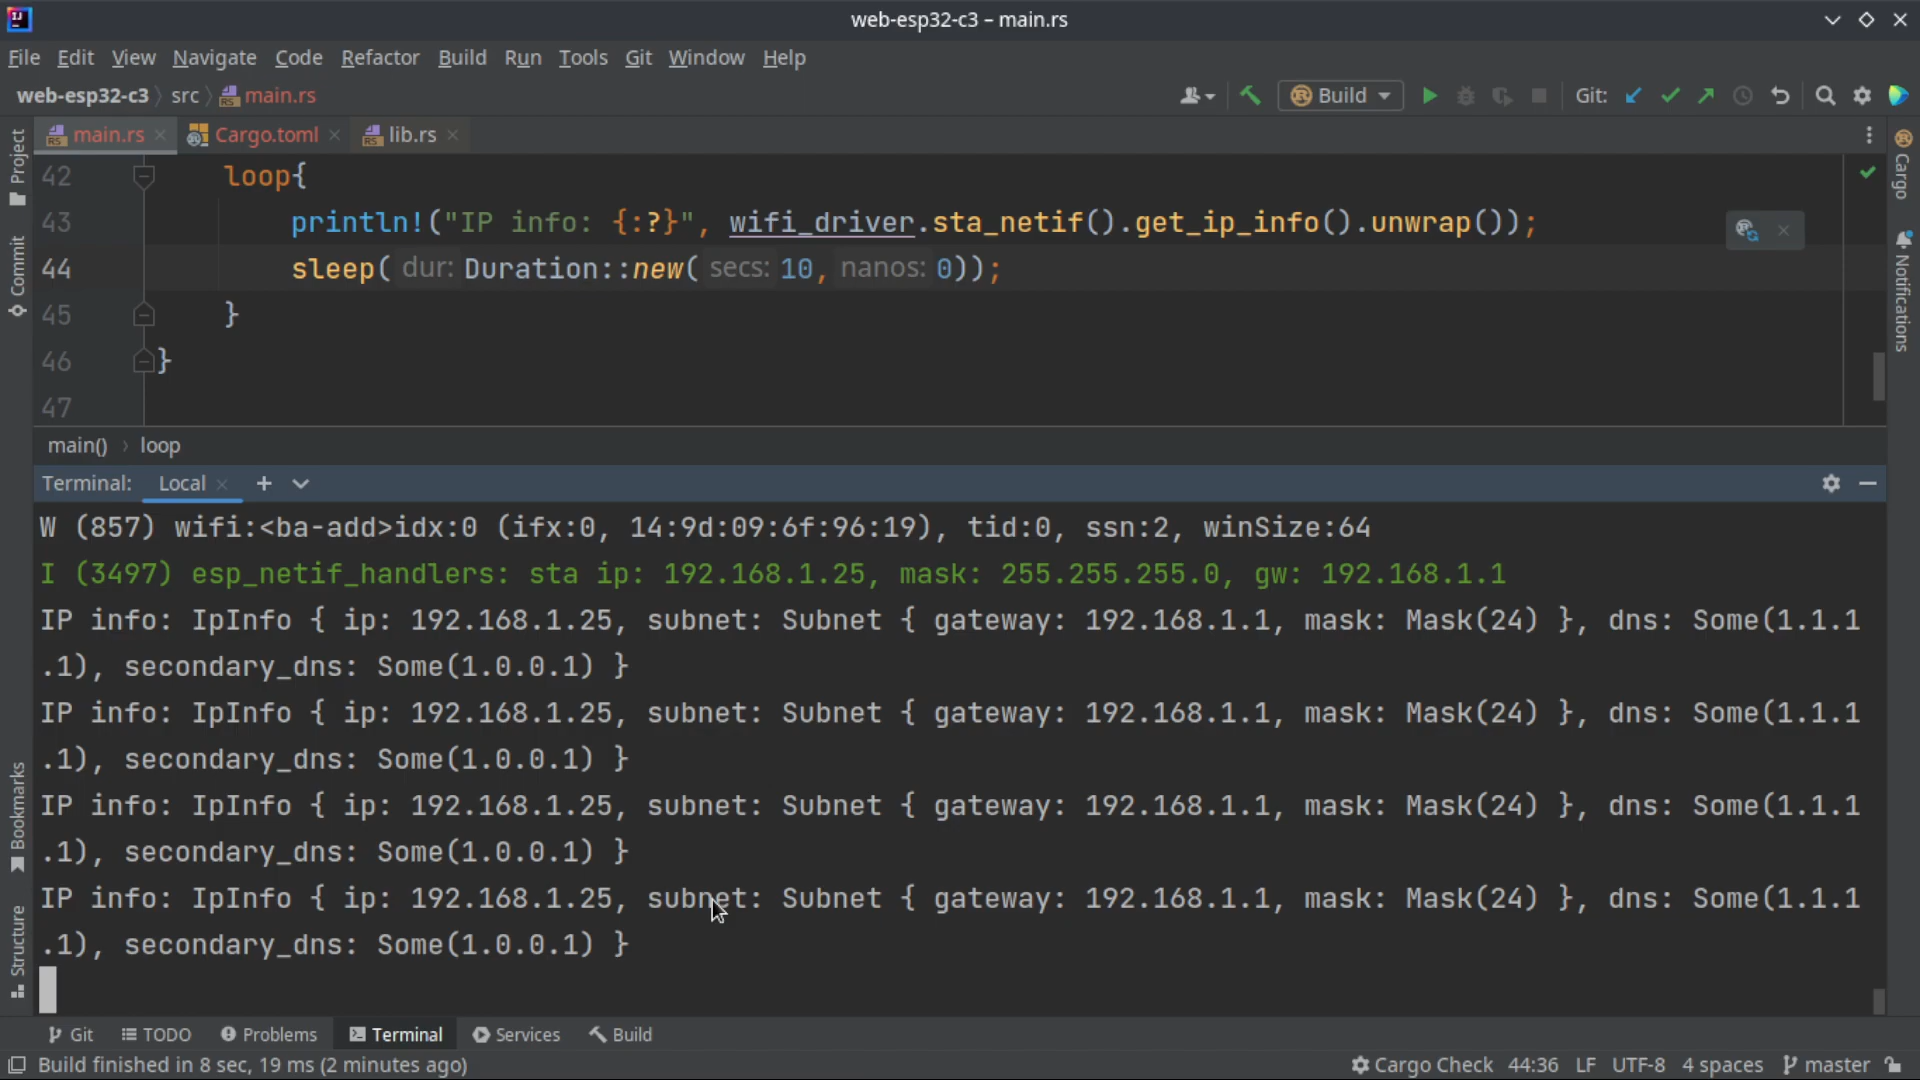 web-esp32-c3 – main.rs
File Edit View Navigate Code Refactor Build Run Tools Git Window Help
web-esp32-c3 src main.rs Build Git:
main.rs Cargo.toml lib.rs
Project
Commit
Bookmarks
Structure
Cargo
Notifications
42 loop{
43 println!("IP info: {:?}", wifi_driver.sta_netif().get_ip_info().unwrap());
44 sleep( dur: Duration::new( secs: 10, nanos: 0));
45 }
46 }
47
main() › loop
Terminal: Local
W (857) wifi:<ba-add>idx:0 (ifx:0, 14:9d:09:6f:96:19), tid:0, ssn:2, winSize:64
I (3497) esp_netif_handlers: sta ip: 192.168.1.25, mask: 255.255.255.0, gw: 192.168.1.1
IP info: IpInfo { ip: 192.168.1.25, subnet: Subnet { gateway: 192.168.1.1, mask: Mask(24) }, dns: Some(1.1.1
.1), secondary_dns: Some(1.0.0.1) }
IP info: IpInfo { ip: 192.168.1.25, subnet: Subnet { gateway: 192.168.1.1, mask: Mask(24) }, dns: Some(1.1.1
.1), secondary_dns: Some(1.0.0.1) }
IP info: IpInfo { ip: 192.168.1.25, subnet: Subnet { gateway: 192.168.1.1, mask: Mask(24) }, dns: Some(1.1.1
.1), secondary_dns: Some(1.0.0.1) }
IP info: IpInfo { ip: 192.168.1.25, subnet: Subnet { gateway: 192.168.1.1, mask: Mask(24) }, dns: Some(1.1.1
.1), secondary_dns: Some(1.0.0.1) }
Git TODO Problems Terminal Services Build
Build finished in 8 sec, 19 ms (2 minutes ago) Cargo Check 44:36 LF UTF-8 4 spaces master